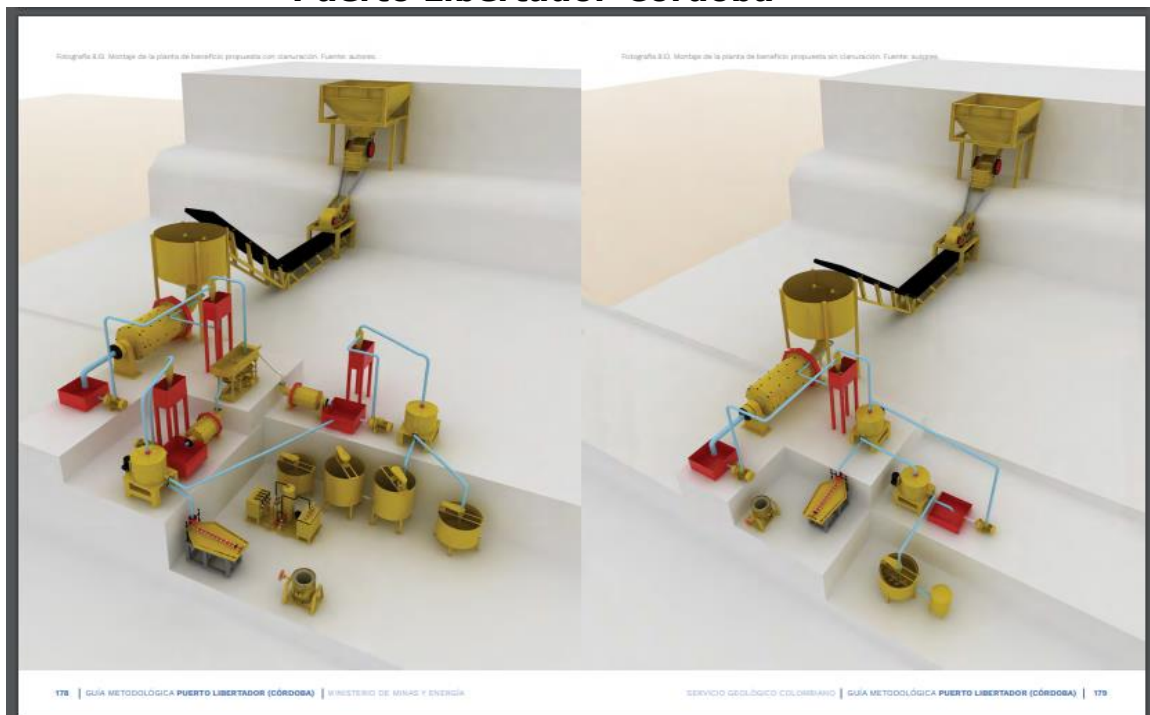 Puerto Libertador Córdoba
Fotografía 8.13. Montaje de la planta de beneficio propuesta con cianuración. Fuente: autores.
Fotografía 8.13. Montaje de la planta de beneficio propuesta sin cianuración. Fuente: autores.
178 | GUÍA METODOLÓGICA PUERTO LIBERTADOR (CÓRDOBA) | MINISTERIO DE MINAS Y ENERGÍA
SERVICIO GEOLÓGICO COLOMBIANO | GUÍA METODOLÓGICA PUERTO LIBERTADOR (CÓRDOBA) | 179